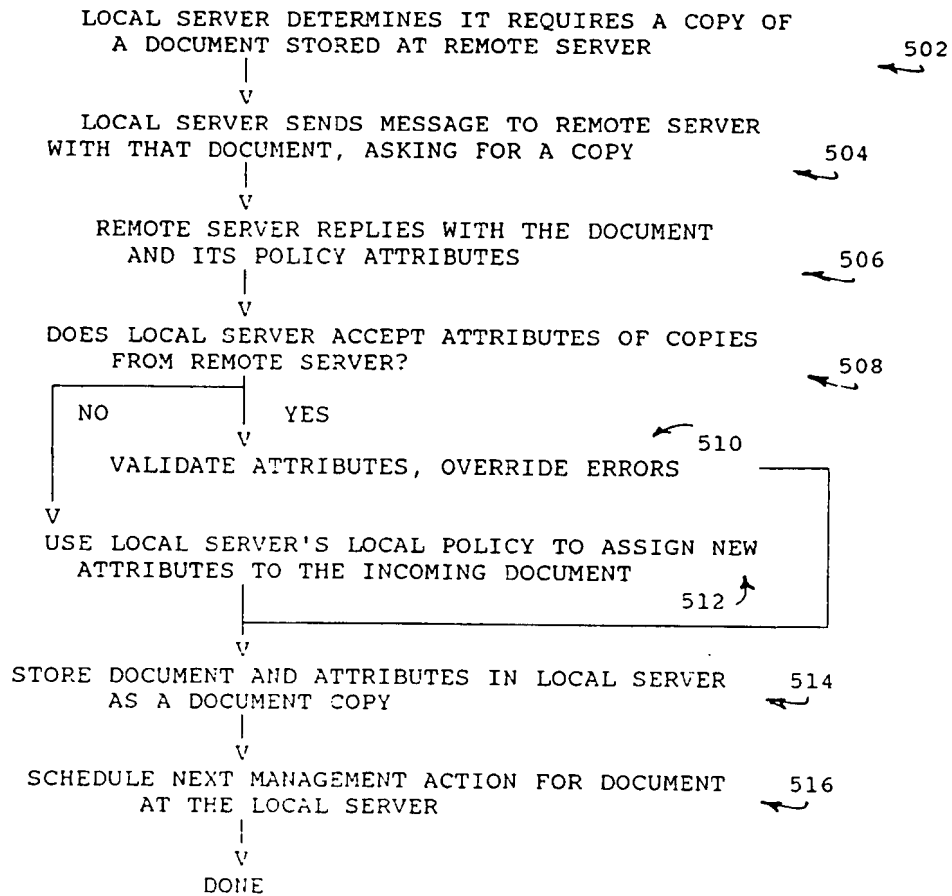 LOCAL SERVER DETERMINES IT REQUIRES A COPY OF
A DOCUMENT STORED AT REMOTE SERVER
502
V
LOCAL SERVER SENDS MESSAGE TO REMOTE SERVER
WITH THAT DOCUMENT, ASKING FOR A COPY
504
V
REMOTE SERVER REPLIES WITH THE DOCUMENT
AND ITS POLICY ATTRIBUTES
506
V
DOES LOCAL SERVER ACCEPT ATTRIBUTES OF COPIES
FROM REMOTE SERVER?
508
NO YES
V
510
VALIDATE ATTRIBUTES, OVERRIDE ERRORS
V
USE LOCAL SERVER'S LOCAL POLICY TO ASSIGN NEW
ATTRIBUTES TO THE INCOMING DOCUMENT
512
V
STORE DOCUMENT AND ATTRIBUTES IN LOCAL SERVER 514
AS A DOCUMENT COPY
V
SCHEDULE NEXT MANAGEMENT ACTION FOR DOCUMENT 516
AT THE LOCAL SERVER
V
DONE